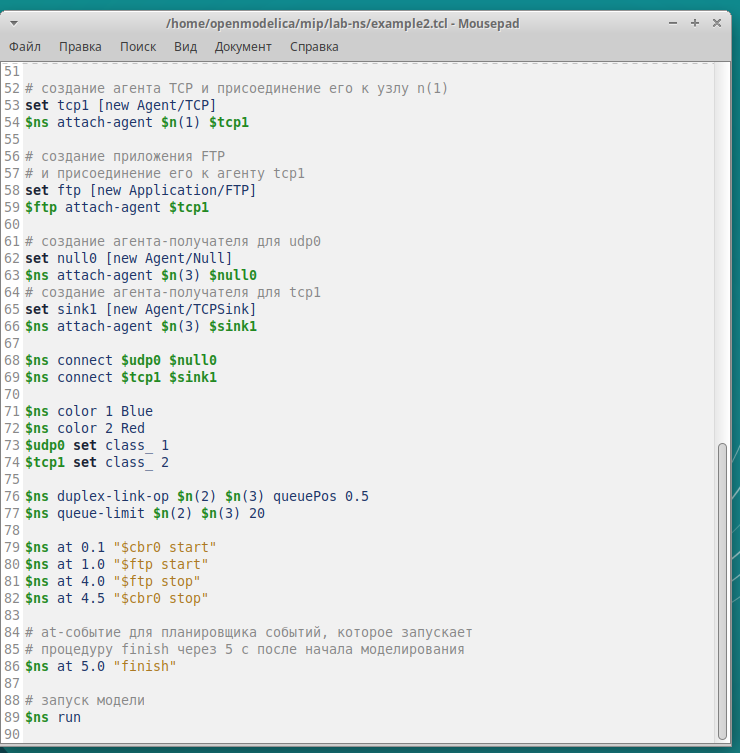 /home/openmodelica/mip/lab-ns/example2.tcl - Mousepad
Файл Правка Поиск Вид Документ Справка
51
52 # создание агента TCP и присоединение его к узлу n(1)
53 set tcp1 [new Agent/TCP]
54 $ns attach-agent $n(1) $tcp1
55
56 # создание приложения FTP
57 # и присоединение его к агенту tcp1
58 set ftp [new Application/FTP]
59 $ftp attach-agent $tcp1
60
61 # создание агента-получателя для udp0
62 set null0 [new Agent/Null]
63 $ns attach-agent $n(3) $null0
64 # создание агента-получателя для tcp1
65 set sink1 [new Agent/TCPSink]
66 $ns attach-agent $n(3) $sink1
67
68 $ns connect $udp0 $null0
69 $ns connect $tcp1 $sink1
70
71 $ns color 1 Blue
72 $ns color 2 Red
73 $udp0 set class_ 1
74 $tcp1 set class_ 2
75
76 $ns duplex-link-op $n(2) $n(3) queuePos 0.5
77 $ns queue-limit $n(2) $n(3) 20
78
79 $ns at 0.1 "$cbr0 start"
80 $ns at 1.0 "$ftp start"
81 $ns at 4.0 "$ftp stop"
82 $ns at 4.5 "$cbr0 stop"
83
84 # at-событие для планировщика событий, которое запускает
85 # процедуру finish через 5 с после начала моделирования
86 $ns at 5.0 "finish"
87
88 # запуск модели
89 $ns run
90